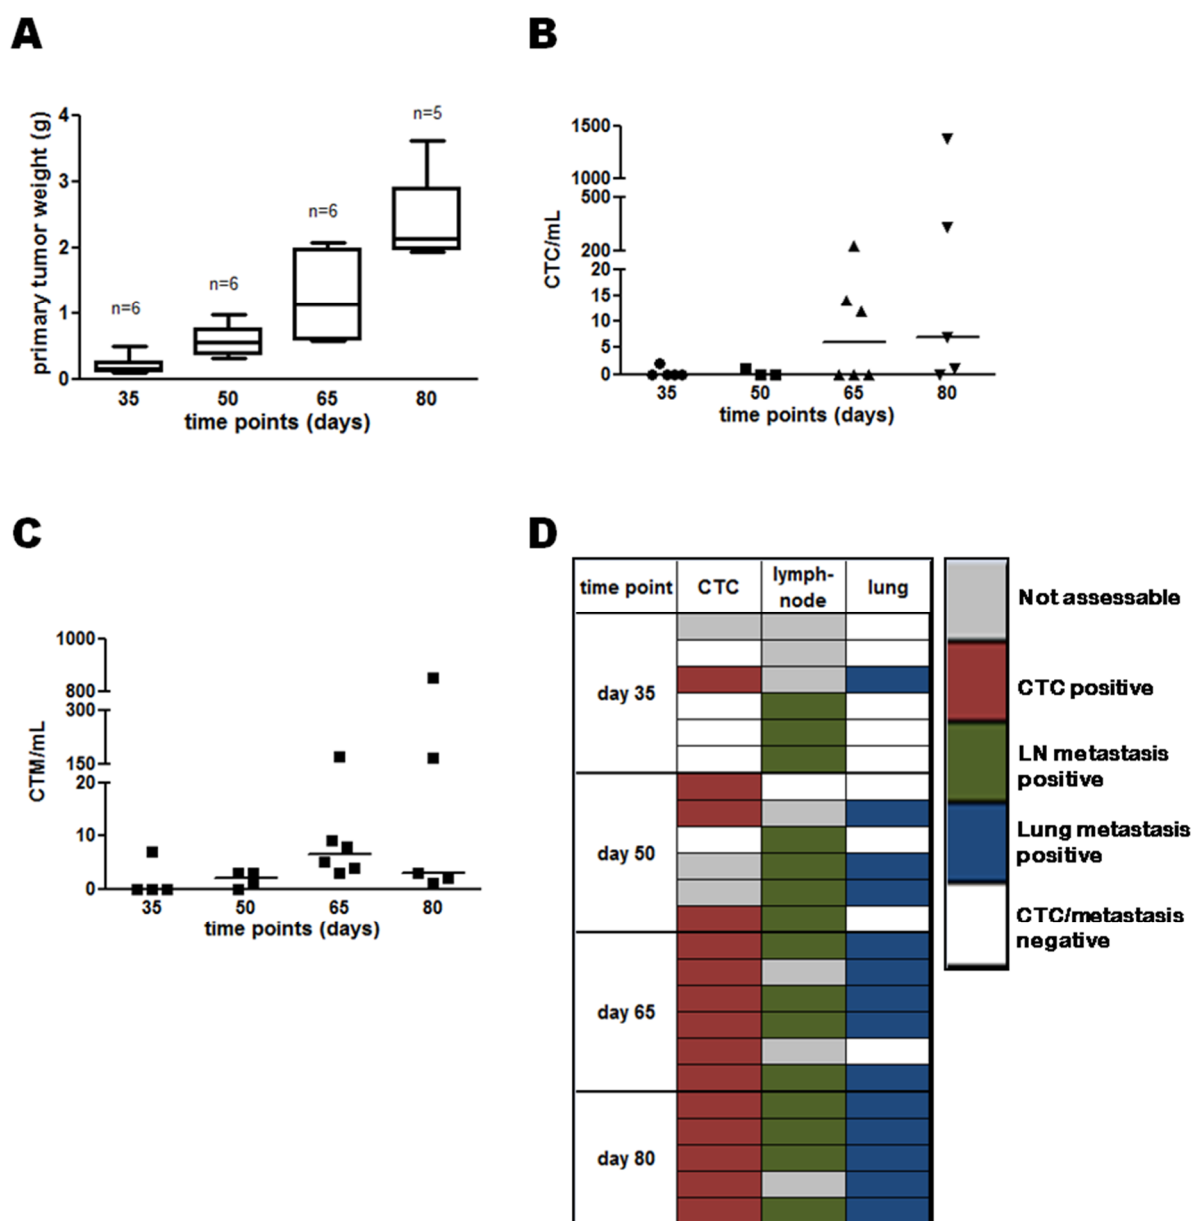 A
primary tumor weight (g)
4
3
2
1
0
n=6
n=6
n=6
n=5
35 50 65 80
time points (days)
B
CTC/mL
1500
1000
500
200
20
15
10
5
0
35 50 65 80
time points (days)
C
CTM/mL
1000
800
300
150
20
10
0
35 50 65 80
time points (days)
D
time point CTC lymph-
node lung
day 35
day 50
day 65
day 80
Not assessable
CTC positive
LN metastasis
positive
Lung metastasis
positive
CTC/metastasis
negative